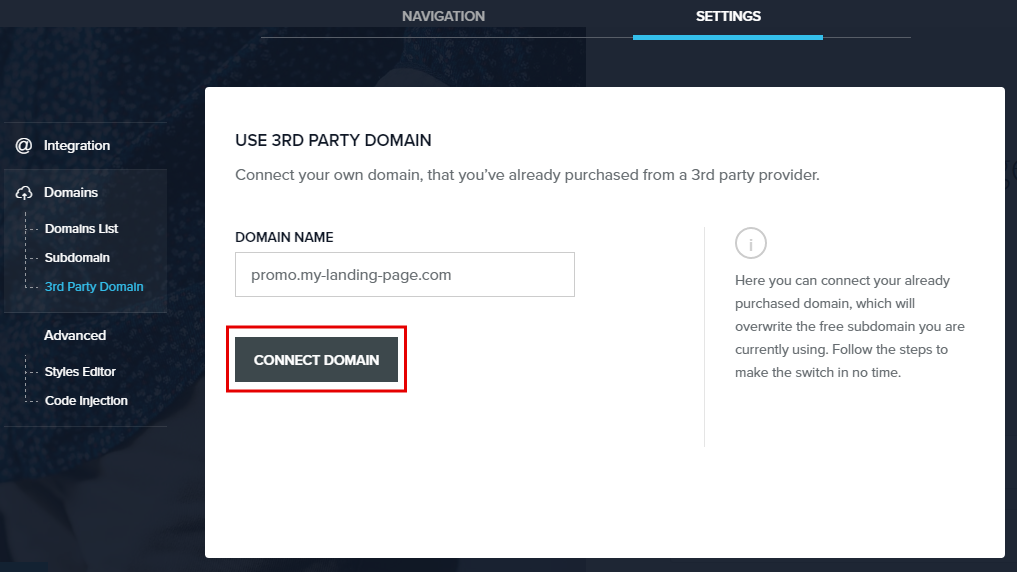 NAVIGATION
SETTINGS
@ Integration
Domains
Domains List
Subdomain
3rd Party Domain
Advanced
Styles Editor
Code Injection
USE 3RD PARTY DOMAIN
Connect your own domain, that you've already purchased from a 3rd party provider.
DOMAIN NAME
promo.my-landing-page.com
CONNECT DOMAIN
i
Here you can connect your already
purchased domain, which will
overwrite the free subdomain you are
currently using. Follow the steps to
make the switch in no time.